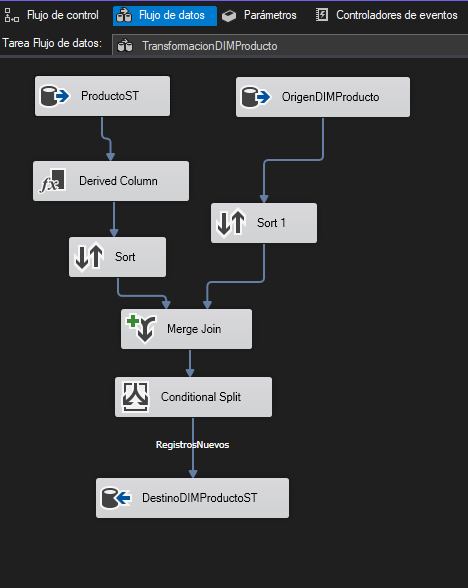 Flujo de control Flujo de datos Parámetros Controladores de eventos
Tarea Flujo de datos: TransformacionDIMProducto
ProductoST OrigenDIMProducto
Derived Column
Sort 1
Sort
Merge Join
Conditional Split
RegistrosNuevos
DestinoDIMProductoST